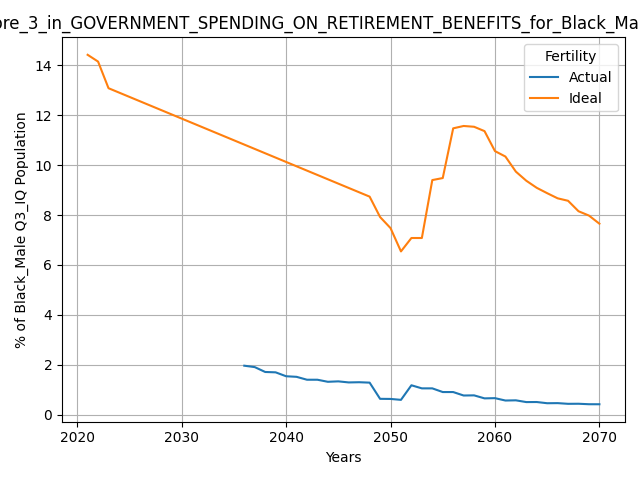 ore_3_in_GOVERNMENT_SPENDING_ON_RETIREMENT_BENEFITS_for_Black_Ma
Fertility
Actual
Ideal
% of Black_Male Q3_IQ Population
14
12
10
8
6
4
2
0
2020 2030 2040 2050 2060 2070
Years